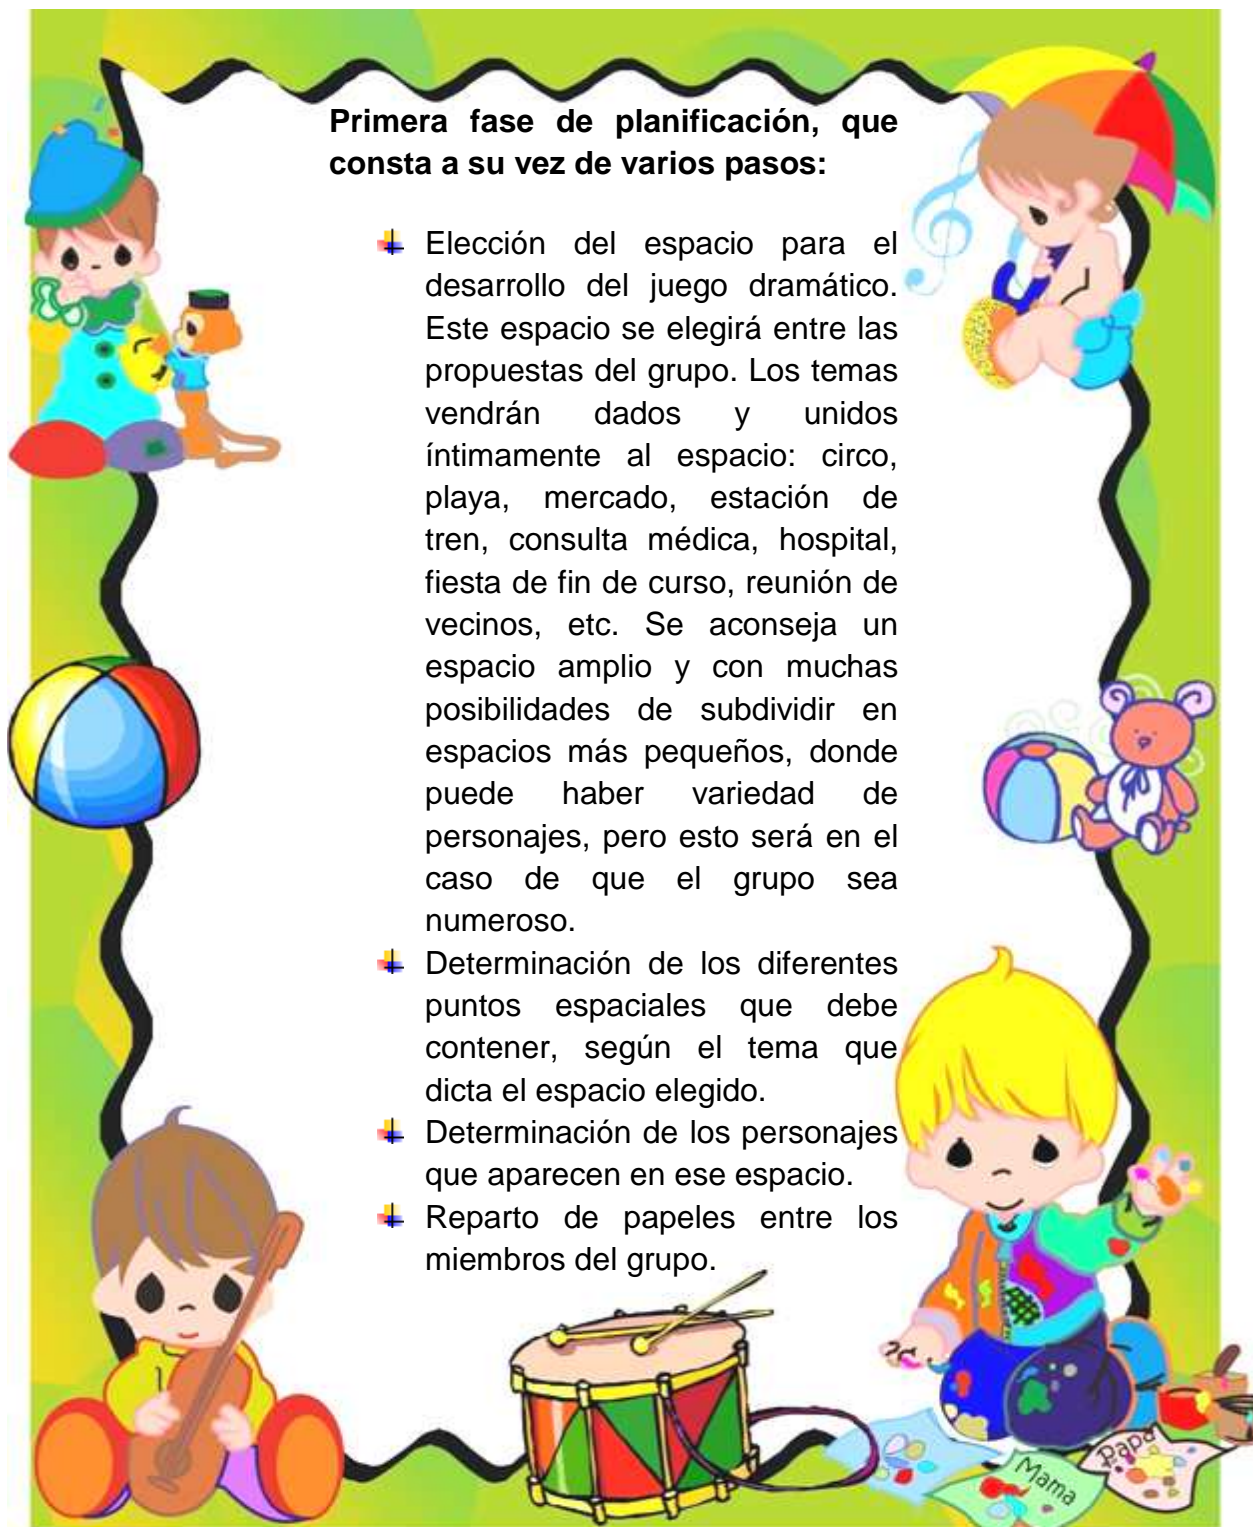 Primera fase de planificación, que
consta a su vez de varios pasos:
Elección del espacio para el
desarrollo del juego dramático.
Este espacio se elegirá entre las
propuestas del grupo. Los temas
vendrán dados y unidos
íntimamente al espacio: circo,
playa, mercado, estación de
tren, consulta médica, hospital,
fiesta de fin de curso, reunión de
vecinos, etc. Se aconseja un
espacio amplio y con muchas
posibilidades de subdividir en
espacios más pequeños, donde
puede haber variedad de
personajes, pero esto será en el
caso de que el grupo sea
numeroso.
Determinación de los diferentes
puntos espaciales que debe
contener, según el tema que
dicta el espacio elegido.
Determinación de los personajes
que aparecen en ese espacio.
Reparto de papeles entre los
miembros del grupo.
Mama
Papa